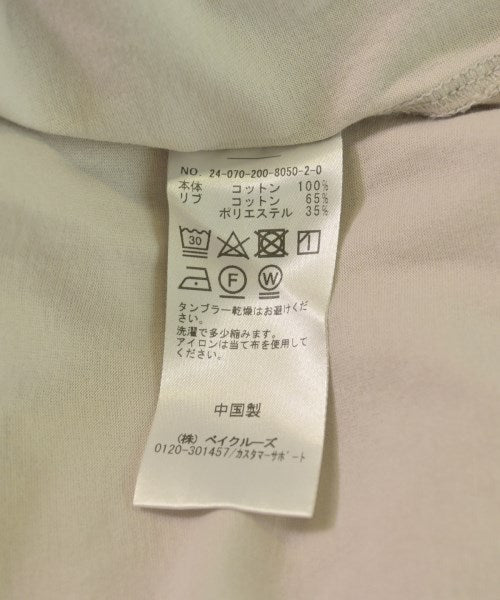 NO. 24-070-200-8050-2-0
本体 コットン 100%
リブ コットン 65%
ポリエステル 35%
30
F W
タンブラー乾燥はお避けくだ
さい。
洗濯で多少縮みます。
アイロンは当て布を使用して
ください。
中国製
(株) ベイクルーズ
0120-301457/カスタマーサポート